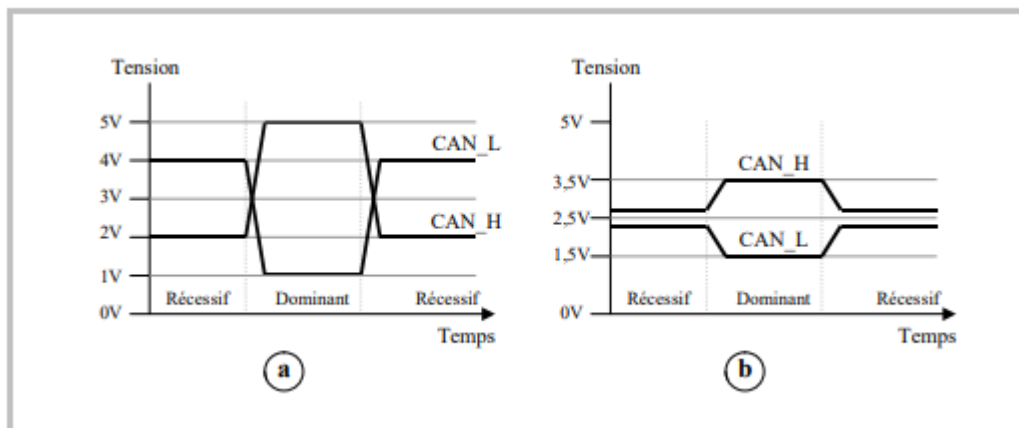 Tension
5V
4V
3V
2V
1V
0V
CAN_L
CAN_H
Récessif
Dominant
Récessif
Temps
a
Tension
5V
3,5V
2,5V
1,5V
0V
CAN_H
CAN_L
Récessif
Dominant
Récessif
Temps
b